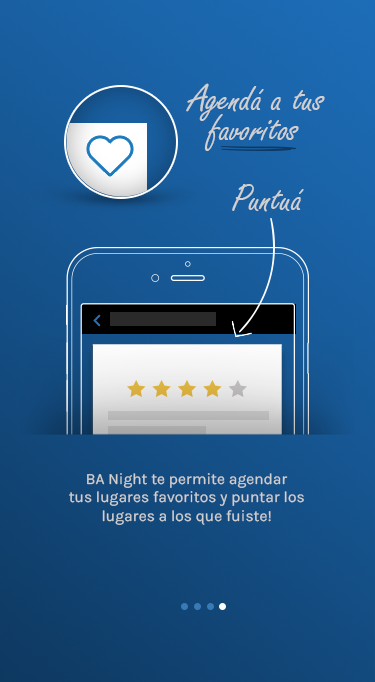 Agendá a tus
favoritos
Puntuá
BA Night te permite agendar
tus lugares favoritos y puntar los
lugares a los que fuiste!